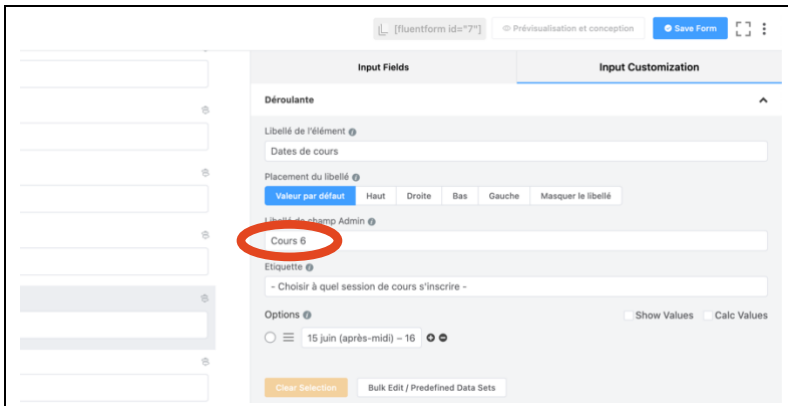 [fluentform id="7"] Prévisualisation et conception Save Form
Input Fields Input Customization
Déroulante
Libellé de l'élément
Dates de cours
Placement du libellé
Valeur par défaut Haut Droite Bas Gauche Masquer le libellé
Libellé de champ Admin
Cours 6
Etiquette
- Choisir à quel session de cours s'inscrire -
Options Show Values Calc Values
15 juin (après-midi) – 16
Clear Selection Bulk Edit / Predefined Data Sets